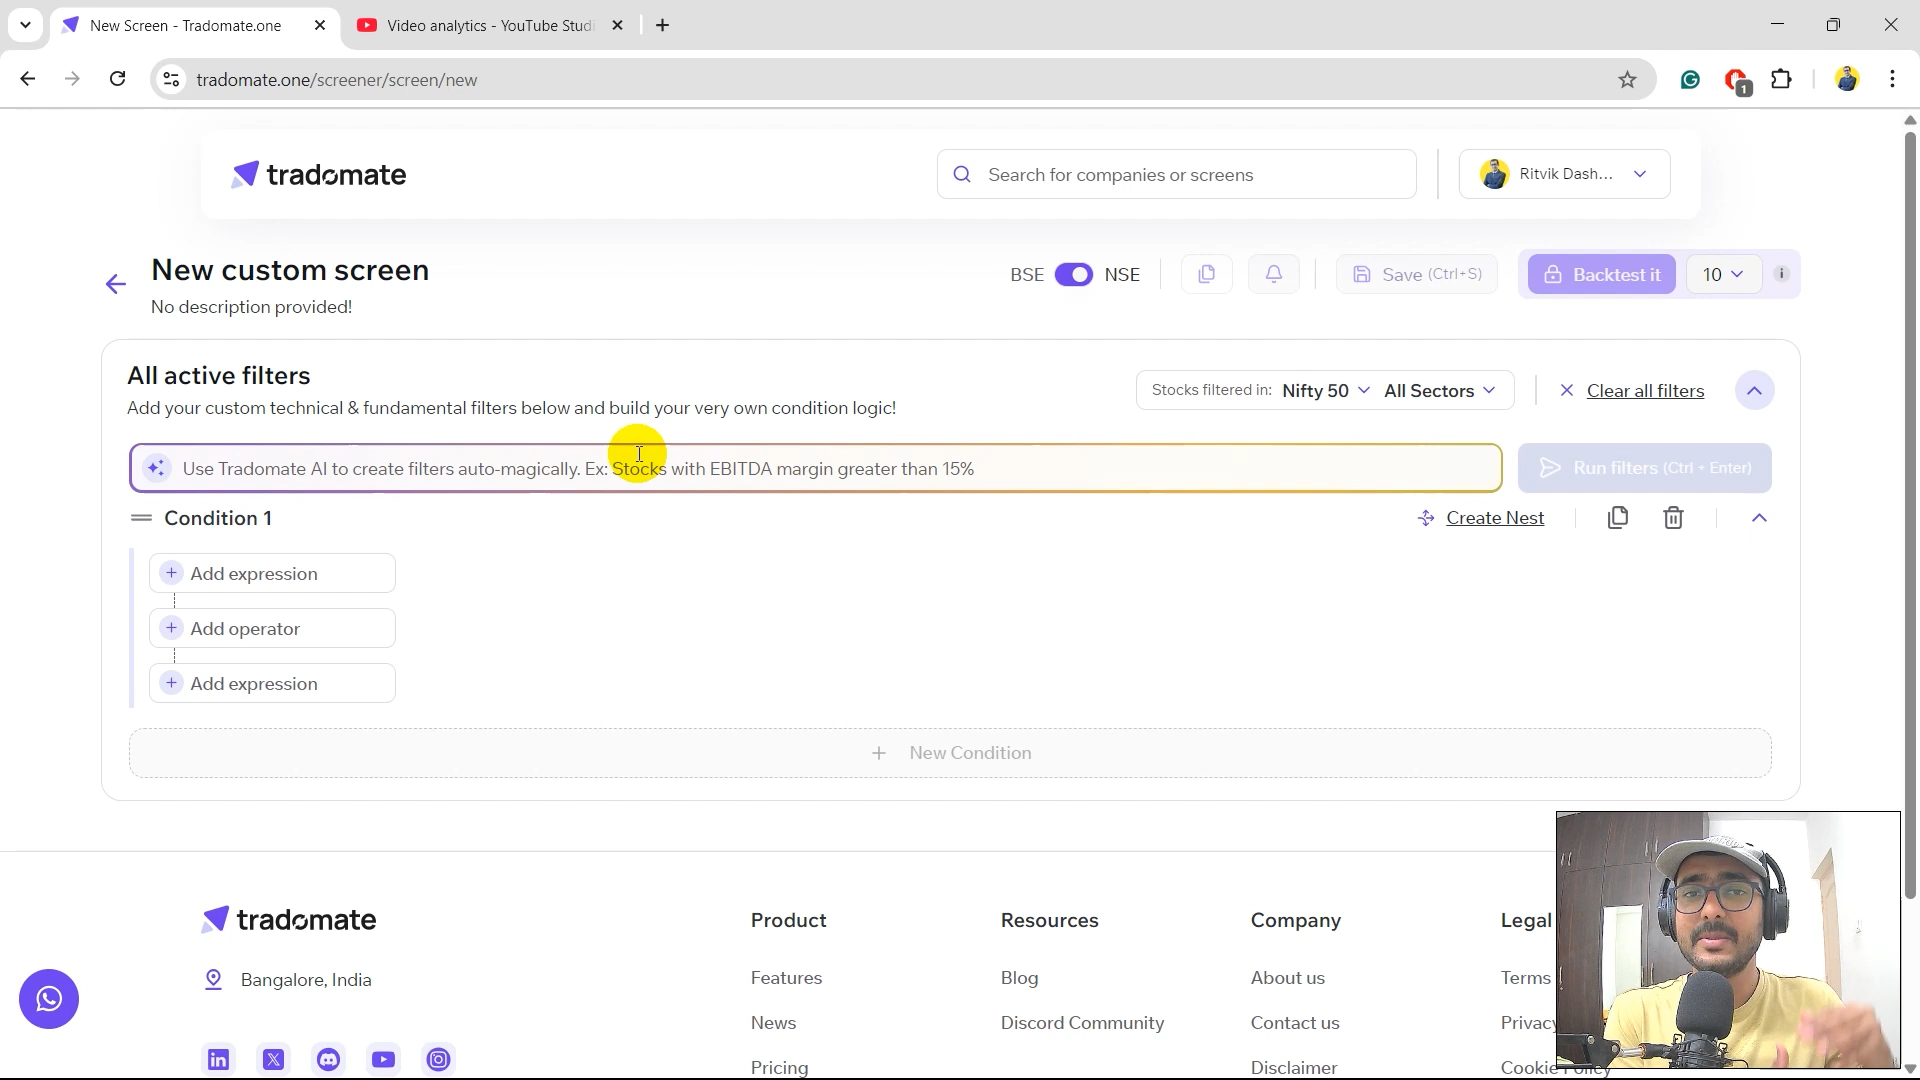 New Screen - Tradomate.one
Video analytics - YouTube Studi
tradomate.one/screener/screen/new
1
tradomate
Search for companies or screens
Ritvik Dash...
New custom screen
No description provided!
BSE
NSE
Save (Ctrl+S)
Backtest it
10
i
All active filters
Add your custom technical & fundamental filters below and build your very own condition logic!
Stocks filtered in: Nifty 50
All Sectors
Clear all filters
Use Tradomate AI to create filters auto-magically. Ex: Stocks with EBITDA margin greater than 15%
Run filters (Ctrl + Enter)
Condition 1
Create Nest
Add expression
Add operator
Add expression
New Condition
tradomate
Bangalore, India
Product
Features
News
Pricing
Resources
Blog
Discord Community
Company
About us
Contact us
Disclaimer
Legal
Terms
Privacy
Cookie Policy